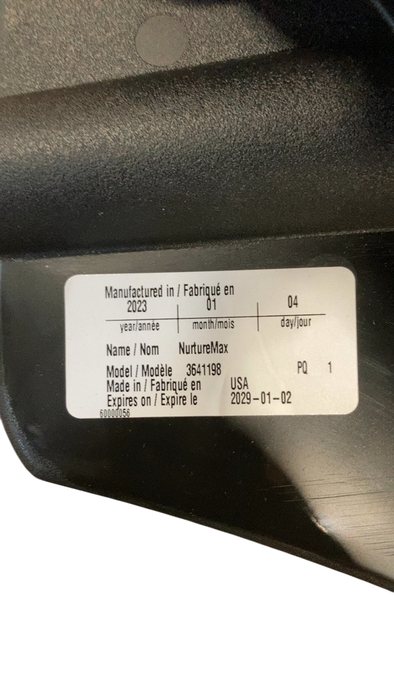 Manufactured in / Fabriqué en
2023 01 04
year/année month/mois day/jour
Name / Nom NurtureMax
Model / Modèle 3641198 PQ 1
Made in / Fabriqué en USA
Expires on / Expire le 2029-01-02
60000056